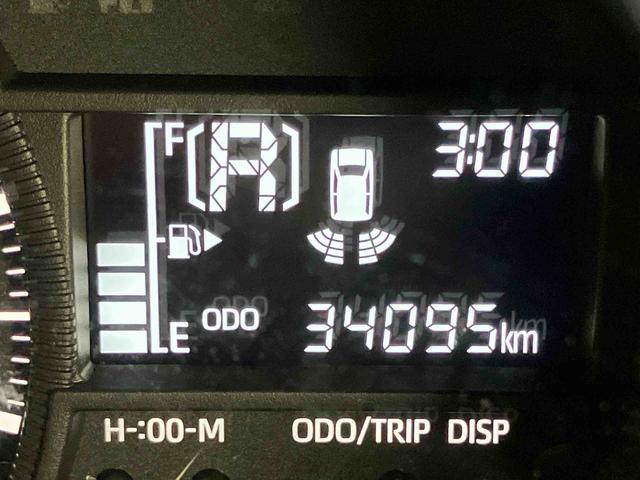 F
(R)
3:00
E
ODO
34095km
H-:00-M
ODO/TRIP DISP